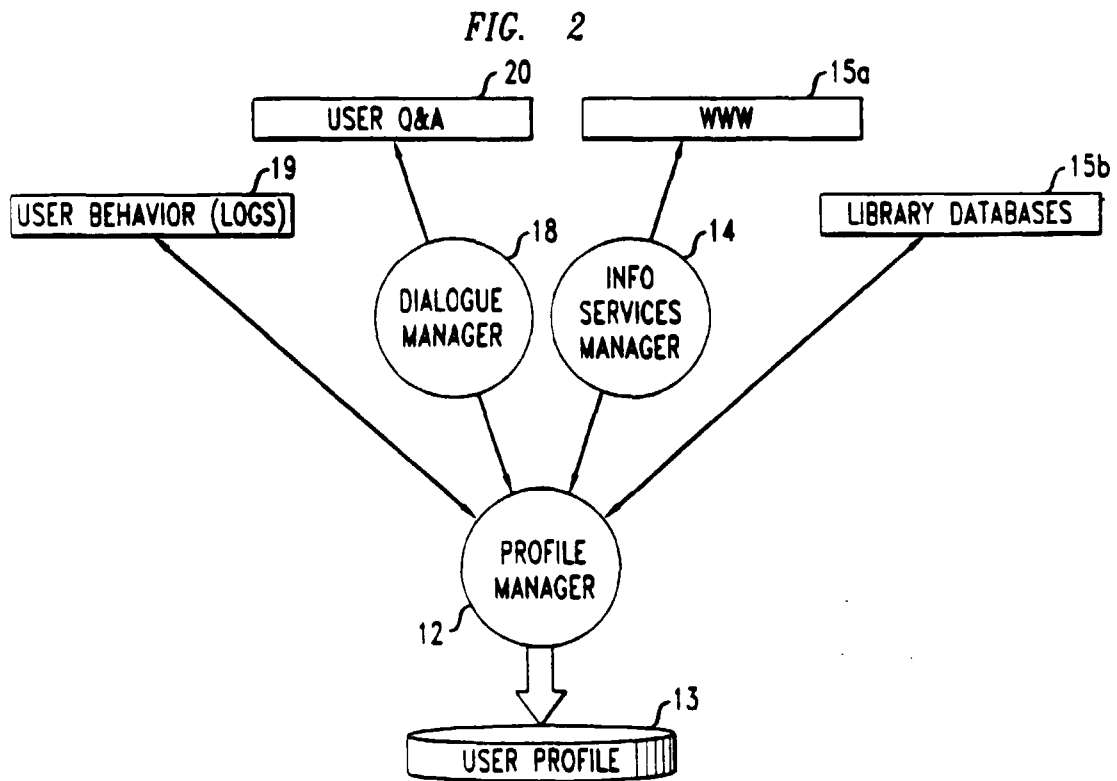 FIG. 2
20
15a
USER Q&A
WWW
19
15b
USER BEHAVIOR (LOGS)
LIBRARY DATABASES
18
14
DIALOGUE
MANAGER
INFO
SERVICES
MANAGER
PROFILE
MANAGER
12
13
USER PROFILE